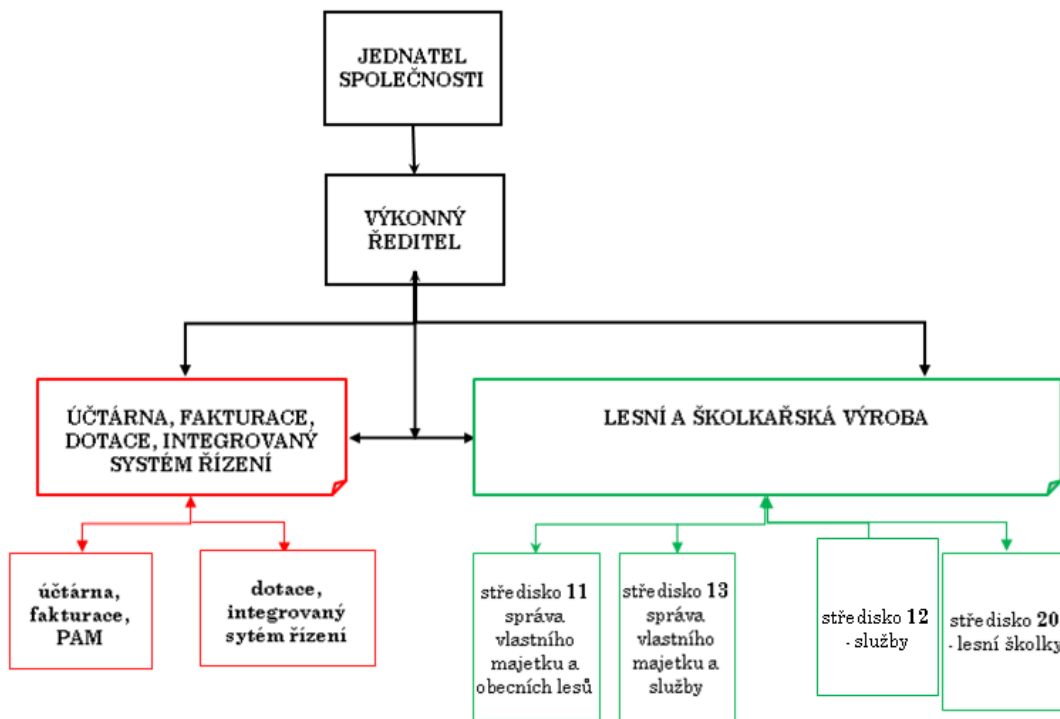 JEDNATEL
SPOLEČNOSTI
VÝKONNÝ
ŘEDITEL
ÚČTÁRNA, FAKTURACE,
DOTACE, INTEGROVANÝ
SYSTÉM ŘÍZENÍ
LESNÍ A ŠKOLKAŘSKÁ VÝROBA
účtárna,
fakturace,
PAM
dotace,
integrovaný
sytém řízení
středisko 11
správa
vlastního
majetku a
obecních lesů
středisko 13
správa
vlastního
majetku a
služby
středisko 12
- služby
středisko 20
- lesní školky